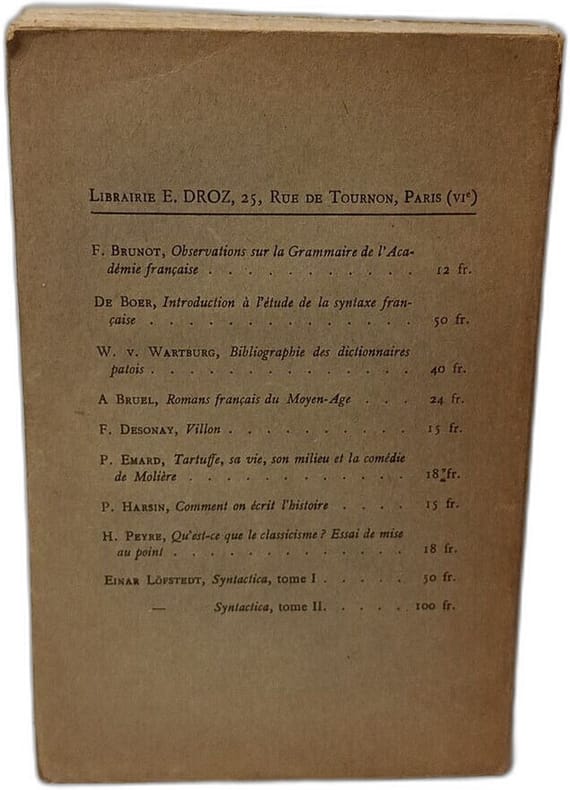 LIBRAIRIE E. DROZ, 25, RUE DE TOURNON, PARIS (VIe)
F. BRUNOT, Observations sur la Grammaire de l'Aca-
démie française . . . . . . . . . . . 12 fr.
DE BOER, Introduction à l'étude de la syntaxe fran-
çaise . . . . . . . . . . . . . . 50 fr.
W. v. WARTBURG, Bibliographie des dictionnaires
patois . . . . . . . . . . . . . . 40 fr.
A BRUEL, Romans français du Moyen-Age . . . 24 fr.
F. DESONAY, Villon . . . . . . . . . . 15 fr.
P. EMARD, Tartuffe, sa vie, son milieu et la comédie
de Molière . . . . . . . . . . . . 18 fr.
P. HARSIN, Comment on écrit l'histoire . . . . 15 fr.
H. PEYRE, Qu'est-ce que le classicisme ? Essai de mise
au point . . . . . . . . . . . . . 18 fr.
EINAR LÖFSTEDT, Syntactica, tome I . . . . . 50 fr.
— Syntactica, tome II. . . . . 100 fr.